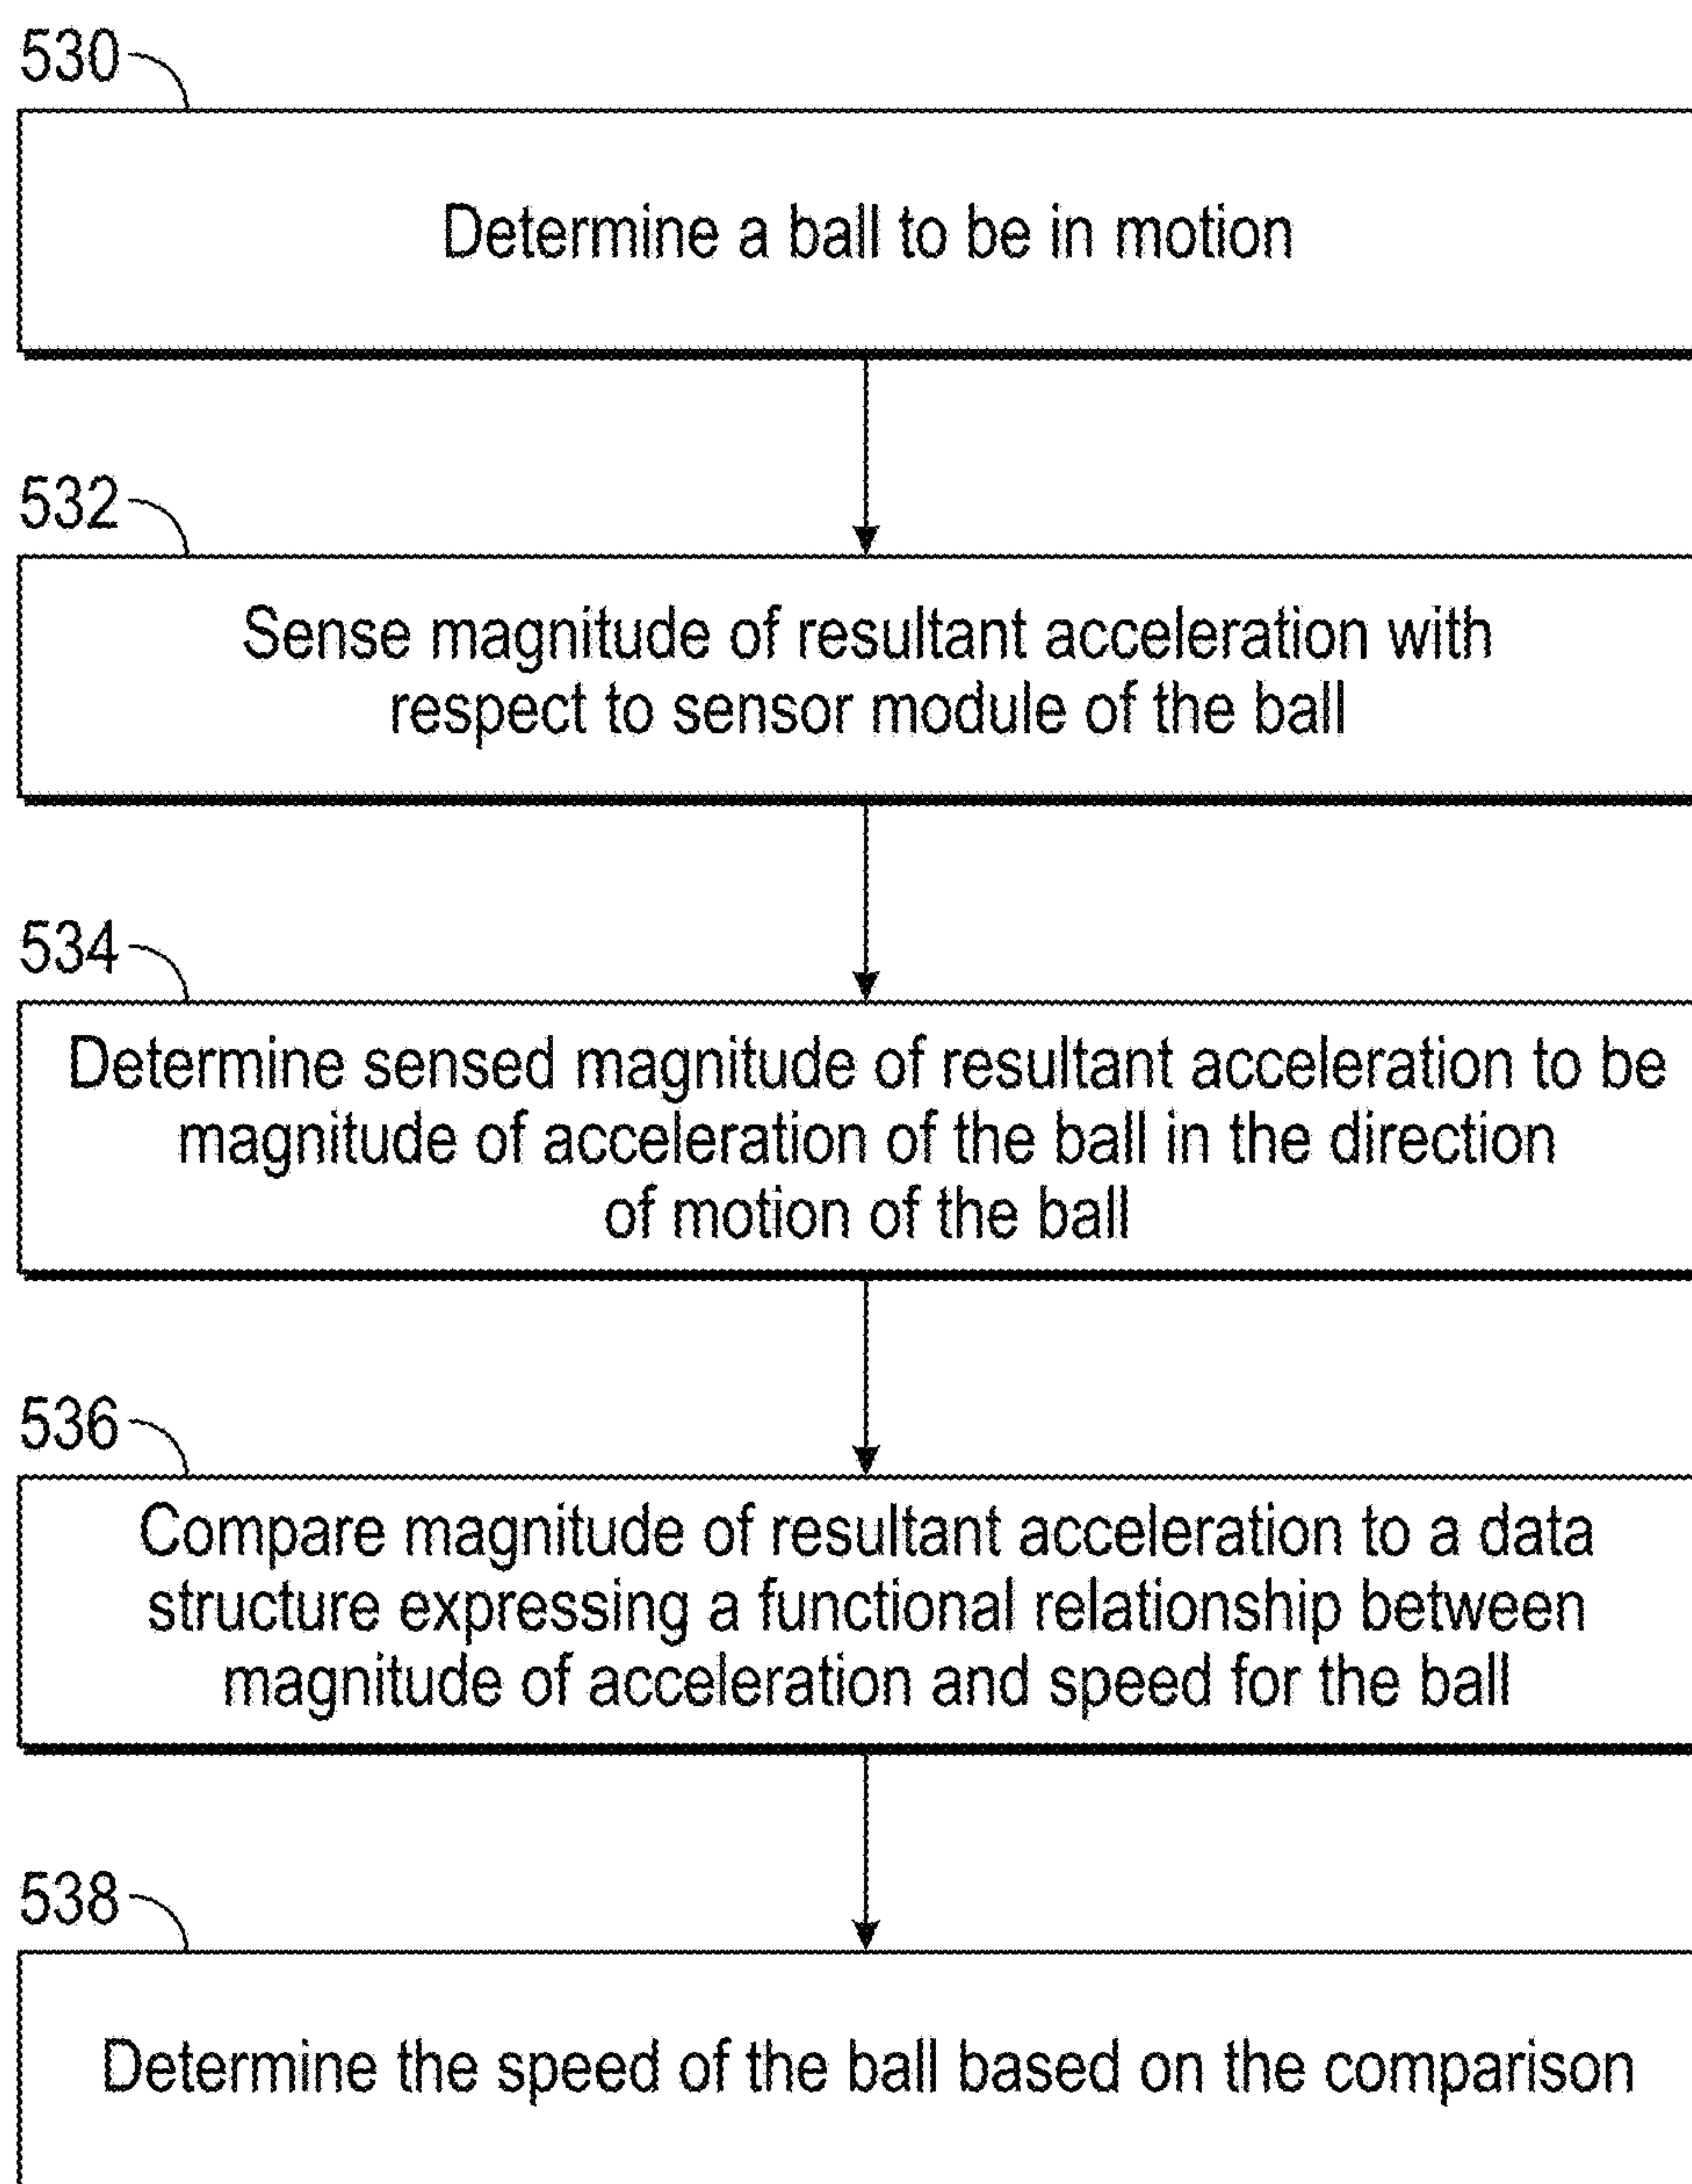 530
Determine a ball to be in motion
532
Sense magnitude of resultant acceleration with
respect to sensor module of the ball
534
Determine sensed magnitude of resultant acceleration to be
magnitude of acceleration of the ball in the direction
of motion of the ball
536
Compare magnitude of resultant acceleration to a data
structure expressing a functional relationship between
magnitude of acceleration and speed for the ball
538
Determine the speed of the ball based on the comparison